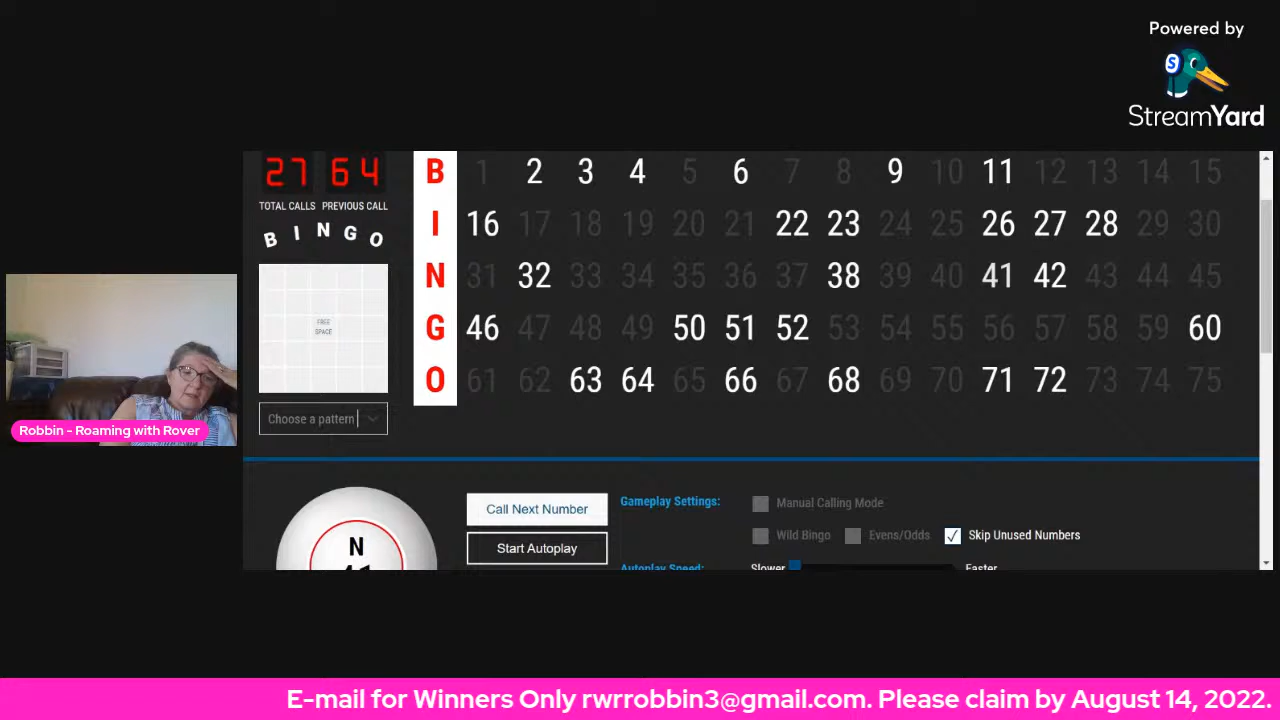 Powered by
S
StreamYard
27 64
TOTAL CALLS PREVIOUS CALL
B I N G O
FREE
SPACE
Choose a pattern
B 1 2 3 4 5 6 7 8 9 10 11 12 13 14 15
I 16 17 18 19 20 21 22 23 24 25 26 27 28 29 30
N 31 32 33 34 35 36 37 38 39 40 41 42 43 44 45
G 46 47 48 49 50 51 52 53 54 55 56 57 58 59 60
O 61 62 63 64 65 66 67 68 69 70 71 72 73 74 75
Robbin - Roaming with Rover
N
41
Call Next Number
Start Autoplay
Gameplay Settings:
Manual Calling Mode
Wild Bingo Evens/Odds Skip Unused Numbers
Autoplay Speed: Slower Faster
E-mail for Winners Only rwrrobbin3@gmail.com. Please claim by August 14, 2022.